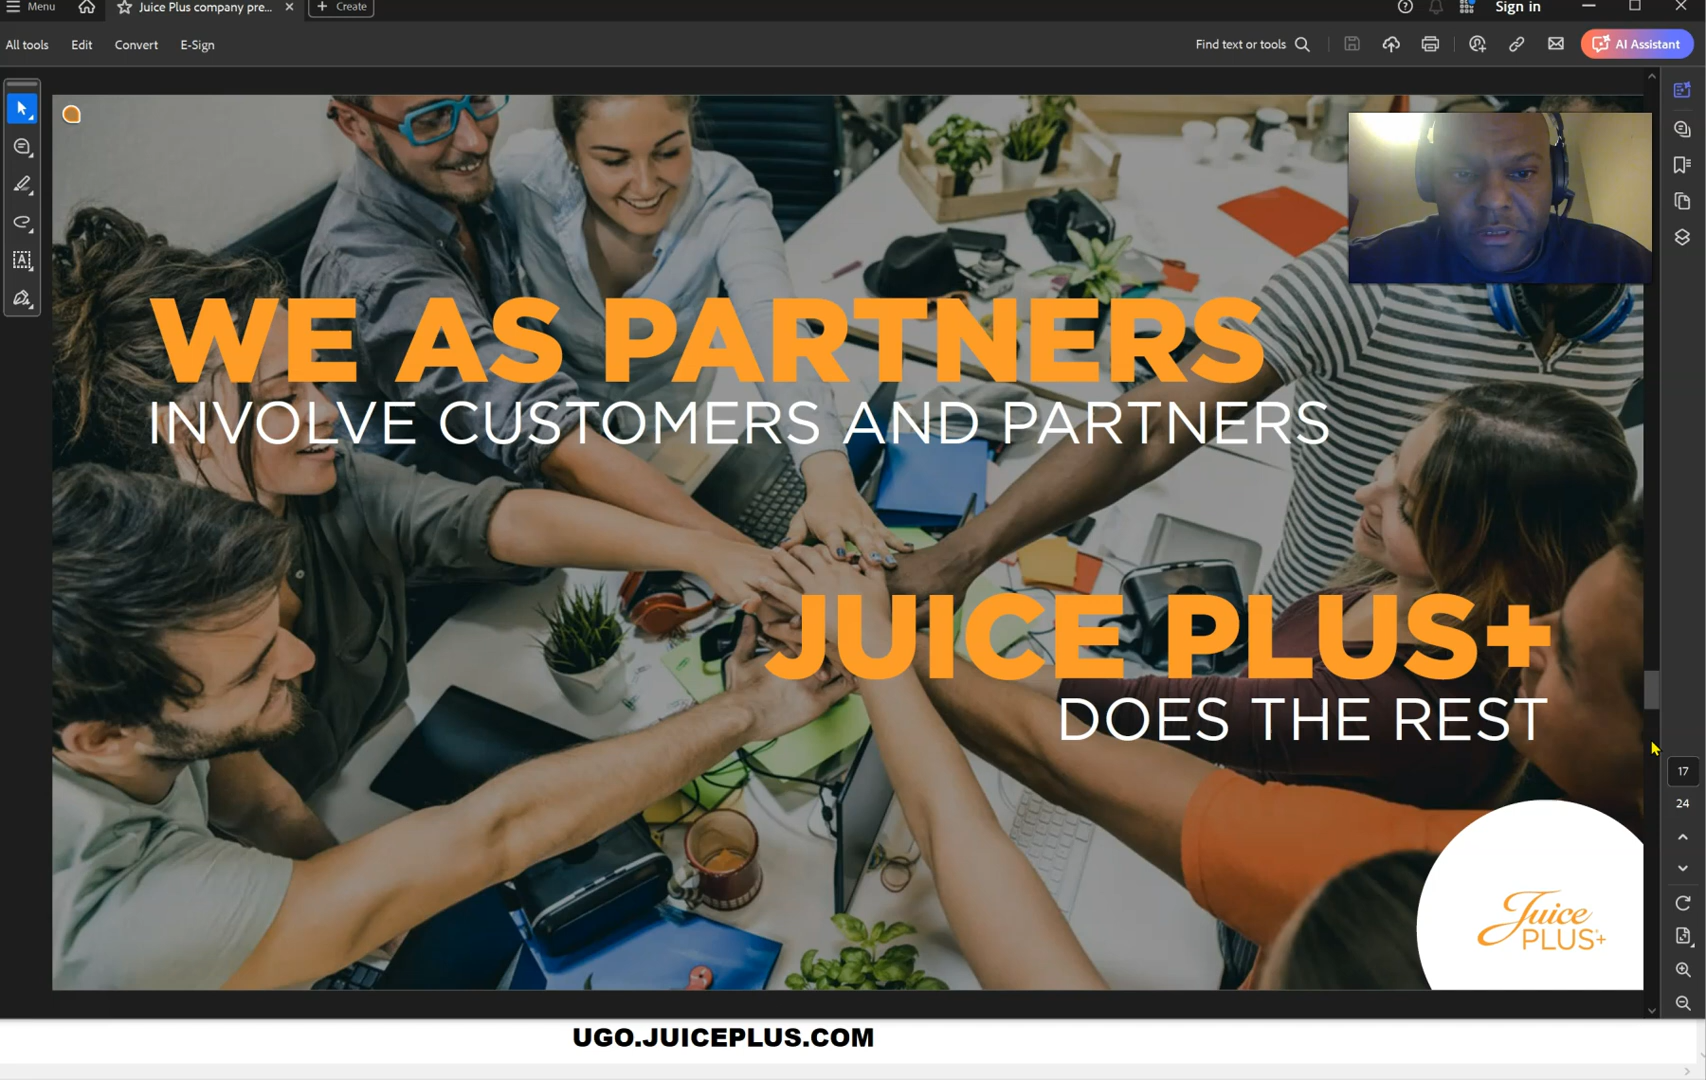 Menu
Juice Plus company pre...
Create
Sign in
All tools
Edit
Convert
E-Sign
Find text or tools
AI Assistant
WE AS PARTNERS
INVOLVE CUSTOMERS AND PARTNERS
JUICE PLUS+
DOES THE REST
17
24
Juice
PLUS+
UGO.JUICEPLUS.COM